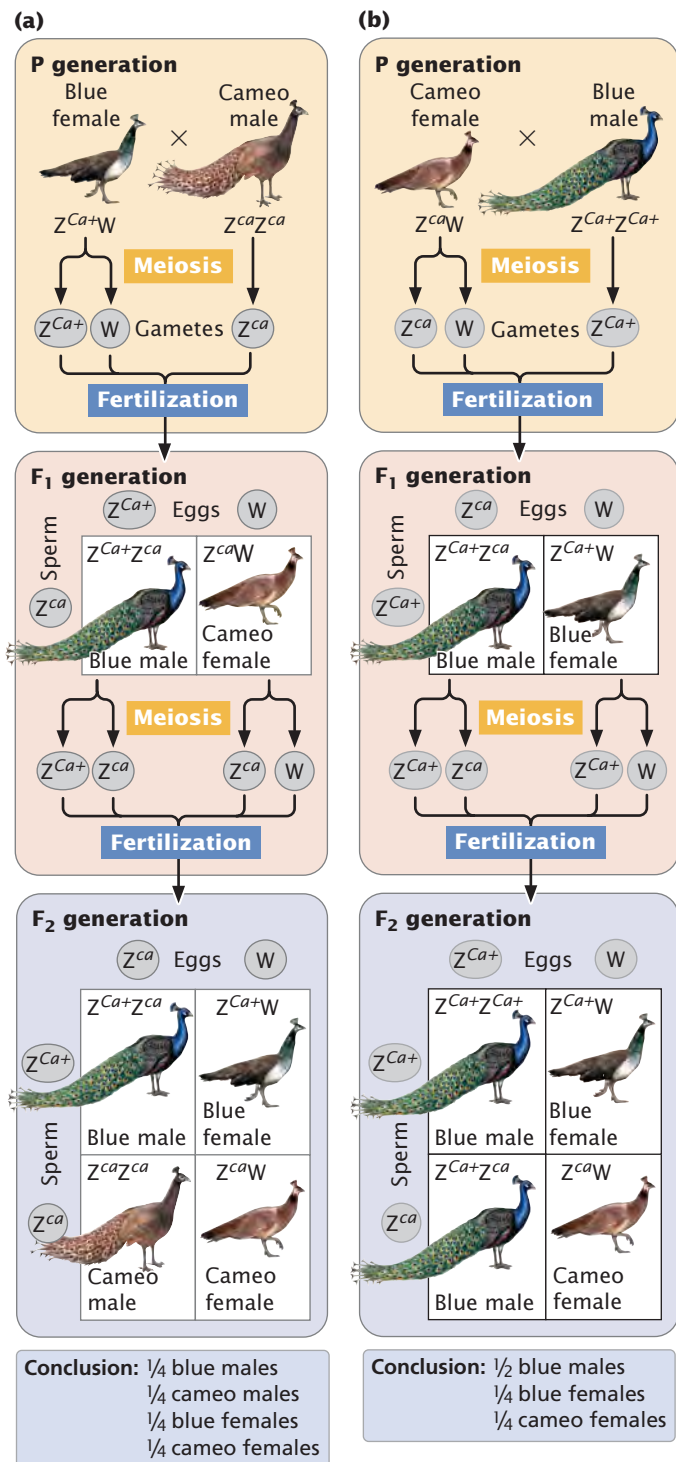 (a)
P generation
Blue
female
×
Cameo
male
Z^{Ca+}W
Z^{ca}Z^{ca}
Meiosis
Z^{Ca+}
W
Gametes
Z^{ca}
Fertilization
F₁ generation
Z^{Ca+}
Eggs
W
Sperm
Z^{ca}
Z^{Ca+}Z^{ca}
Blue male
Z^{ca}W
Cameo
female
Meiosis
Z^{Ca+}
Z^{ca}
Z^{ca}
W
Fertilization
F₂ generation
Z^{ca}
Eggs
W
Z^{Ca+}
Sperm
Z^{ca}
Z^{Ca+}Z^{ca}
Blue male
Z^{Ca+}W
Blue
female
Z^{ca}Z^{ca}
Cameo
male
Z^{ca}W
Cameo
female
Conclusion: ¼ blue males
¼ cameo males
¼ blue females
¼ cameo females
(b)
P generation
Cameo
female
×
Blue
male
Z^{ca}W
Z^{Ca+}Z^{Ca+}
Meiosis
Z^{ca}
W
Gametes
Z^{Ca+}
Fertilization
F₁ generation
Z^{ca}
Eggs
W
Sperm
Z^{Ca+}
Z^{Ca+}Z^{ca}
Blue male
Z^{Ca+}W
Blue
female
Meiosis
Z^{Ca+}
Z^{ca}
Z^{Ca+}
W
Fertilization
F₂ generation
Z^{Ca+}
Eggs
W
Z^{Ca+}
Sperm
Z^{ca}
Z^{Ca+}Z^{Ca+}
Blue male
Z^{Ca+}W
Blue
female
Z^{Ca+}Z^{ca}
Blue male
Z^{ca}W
Cameo
female
Conclusion: ½ blue males
¼ blue females
¼ cameo females